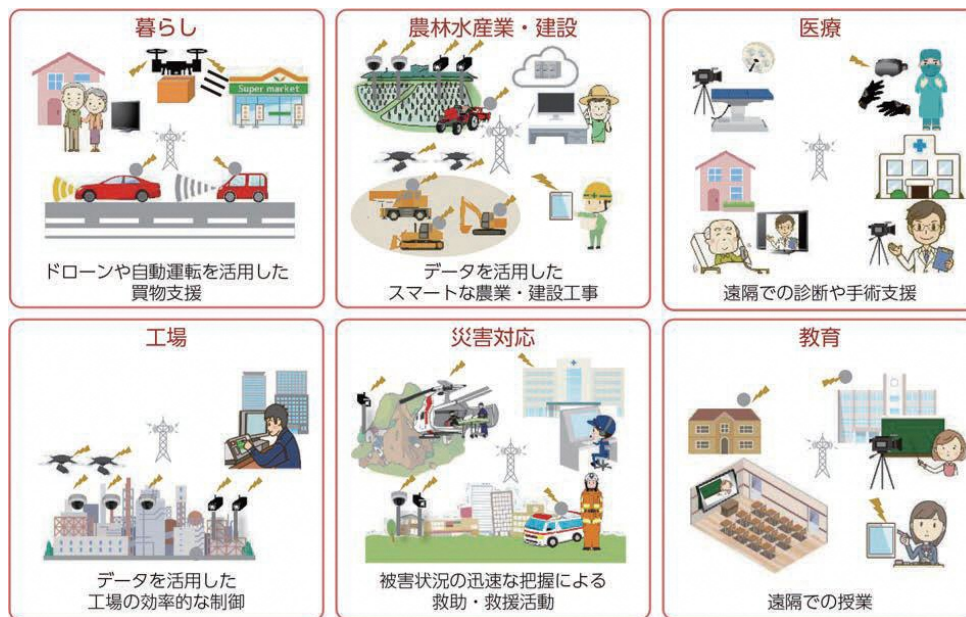 暮らし
Super market
ドローンや自動運転を活用した
買物支援
農林水産業・建設
データを活用した
スマートな農業・建設工事
医療
遠隔での診断や手術支援
工場
データを活用した
工場の効率的な制御
災害対応
被害状況の迅速な把握による
救助・救援活動
教育
遠隔での授業